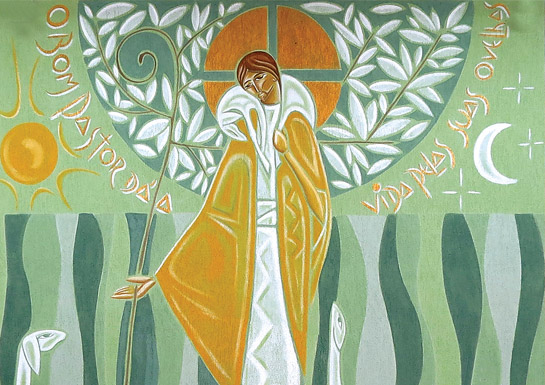 O BOM PASTOR DÁ A
VIDA PELAS SUAS OVELHAS